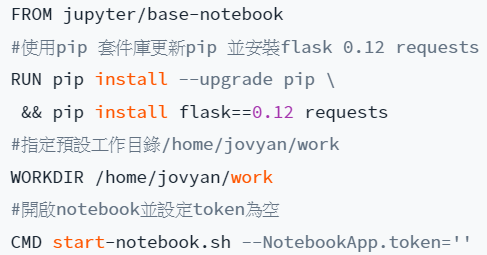 FROM jupyter/base-notebook
#使用pip 套件庫更新pip 並安裝flask 0.12 requests
RUN pip install --upgrade pip \
 && pip install flask==0.12 requests
#指定預設工作目錄/home/jovyan/work
WORKDIR /home/jovyan/work
#開啟notebook並設定token為空
CMD start-notebook.sh --NotebookApp.token=''